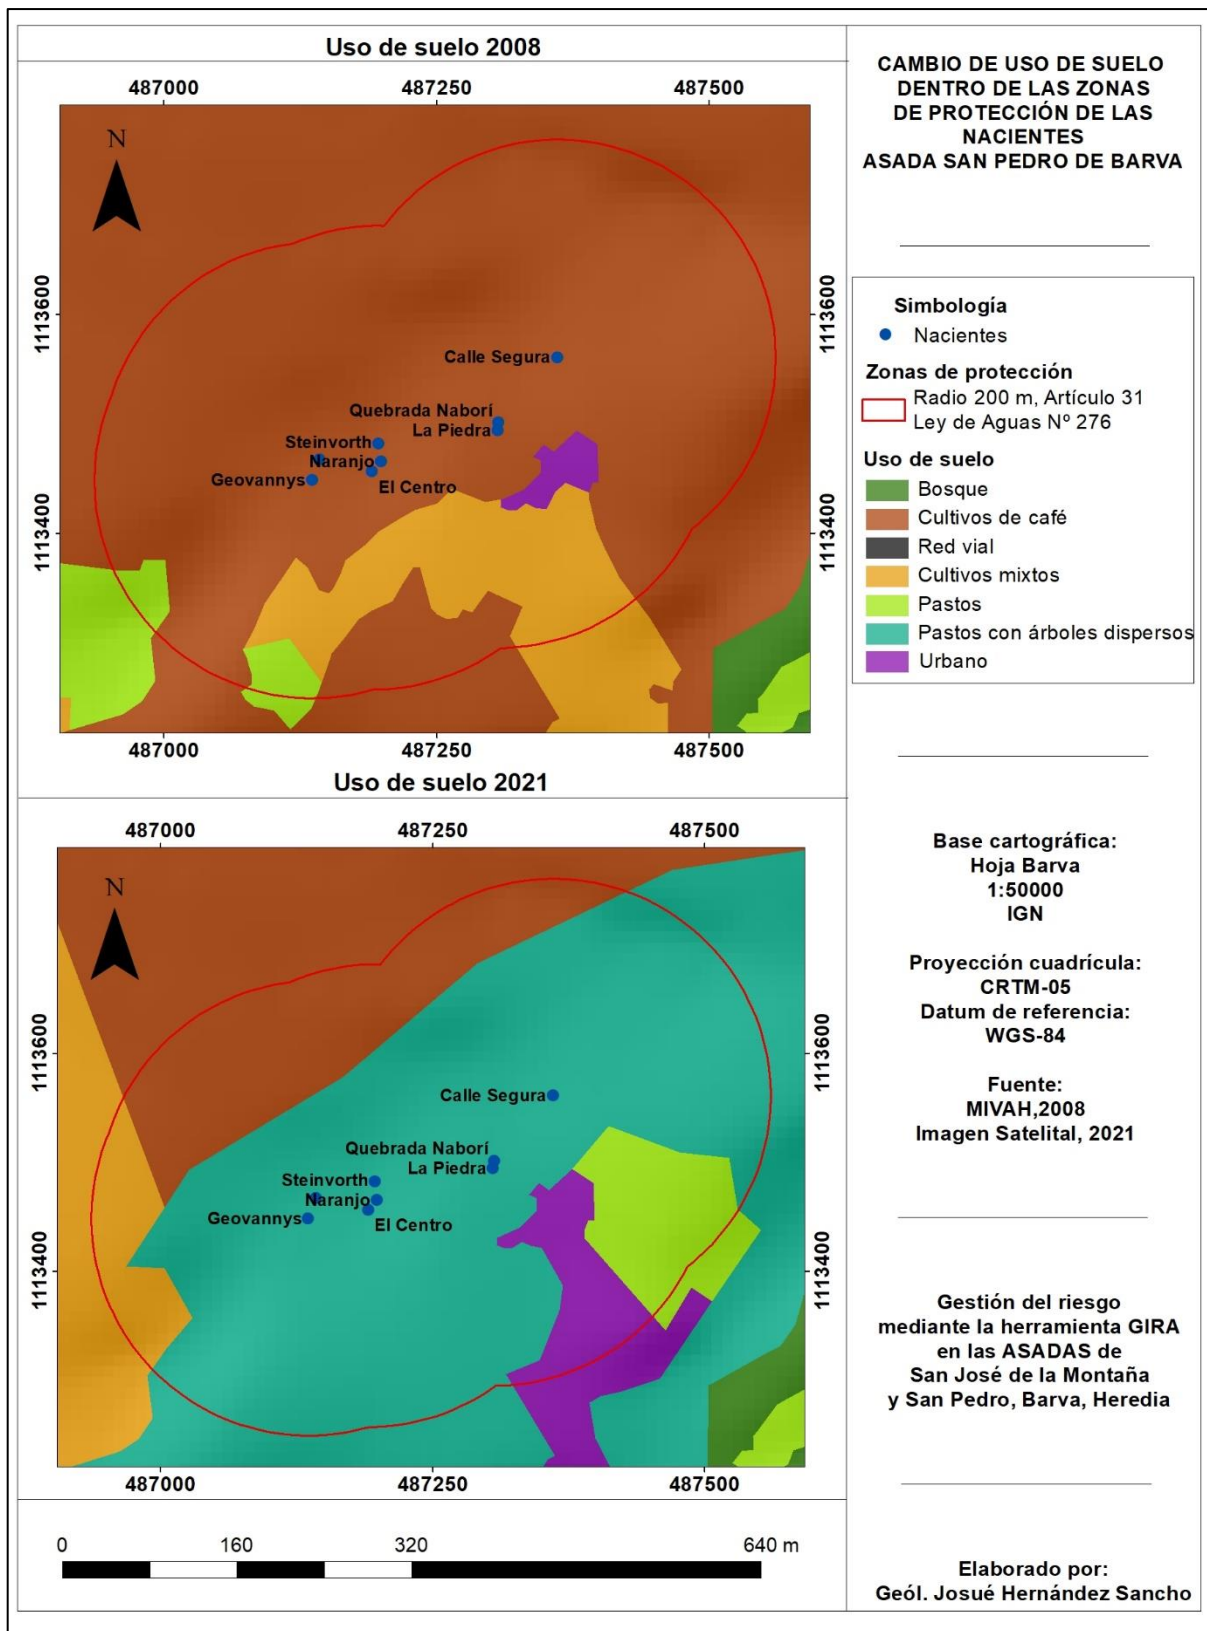 Uso de suelo 2008
487000 487250 487500
N
1113600
1113600
Calle Segura
Quebrada Naborí
La Piedra
Steinvorth
Naranjo
Geovannys
El Centro
1113400
1113400
487000 487250 487500
Uso de suelo 2021
487000 487250 487500
N
1113600
1113600
Calle Segura
Quebrada Naborí
La Piedra
Steinvorth
Naranjo
Geovannys
El Centro
1113400
1113400
487000 487250 487500
0 160 320 640 m
CAMBIO DE USO DE SUELO
DENTRO DE LAS ZONAS
DE PROTECCIÓN DE LAS
NACIENTES
ASADA SAN PEDRO DE BARVA
Simbología
Nacientes
Zonas de protección
Radio 200 m, Artículo 31
Ley de Aguas Nº 276
Uso de suelo
Bosque
Cultivos de café
Red vial
Cultivos mixtos
Pastos
Pastos con árboles dispersos
Urbano
Base cartográfica:
Hoja Barva
1:50000
IGN
Proyección cuadrícula:
CRTM-05
Datum de referencia:
WGS-84
Fuente:
MIVAH,2008
Imagen Satelital, 2021
Gestión del riesgo
mediante la herramienta GIRA
en las ASADAS de
San José de la Montaña
y San Pedro, Barva, Heredia
Elaborado por:
Geól. Josué Hernández Sancho